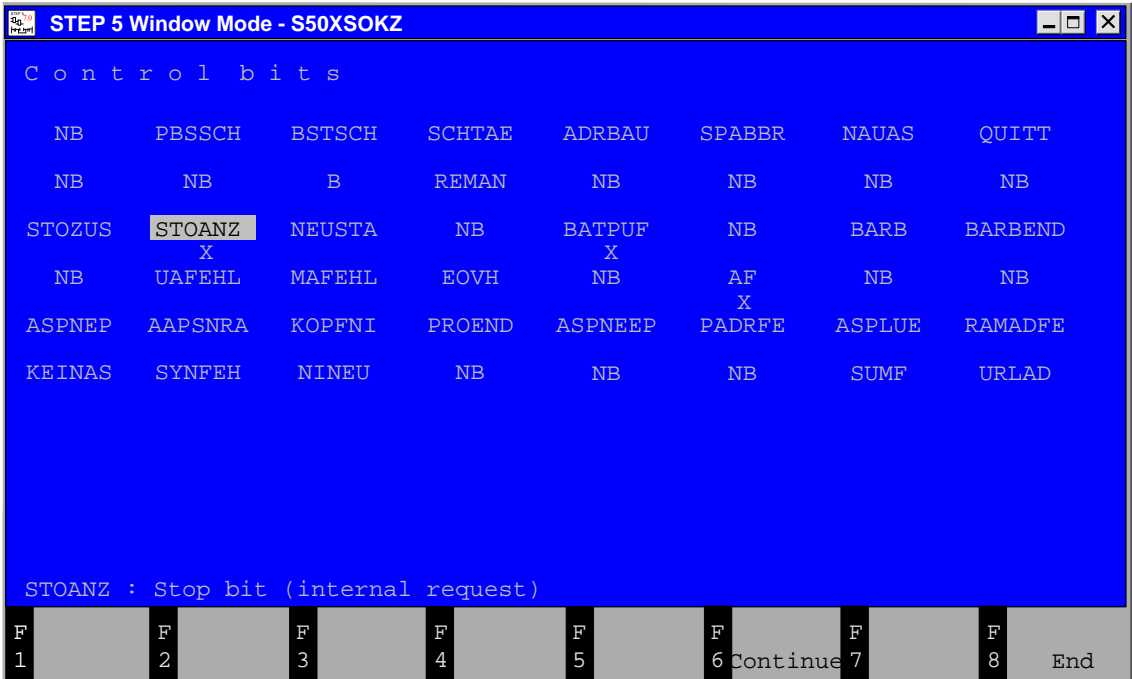 STEP 5 Window Mode - S50XSOKZ
Control bits
NB PBSSCH BSTSCH SCHTAE ADRBAU SPABBR NAUAS QUITT
NB NB B REMAN NB NB NB NB
STOZUS STOANZ NEUSTA NB BATPUF NB BARB BARBEND
X X
NB UAFEHL MAFEHL EOVH NB AF NB NB
X
ASPNEP AAPSNRA KOPFNI PROEND ASPNEEP PADRFE ASPLUE RAMADFE
KEINAS SYNFEH NINEU NB NB NB SUMF URLAD
STOANZ : Stop bit (internal request)
F F F F F F F F
1 2 3 4 5 6 Continue 7 8 End